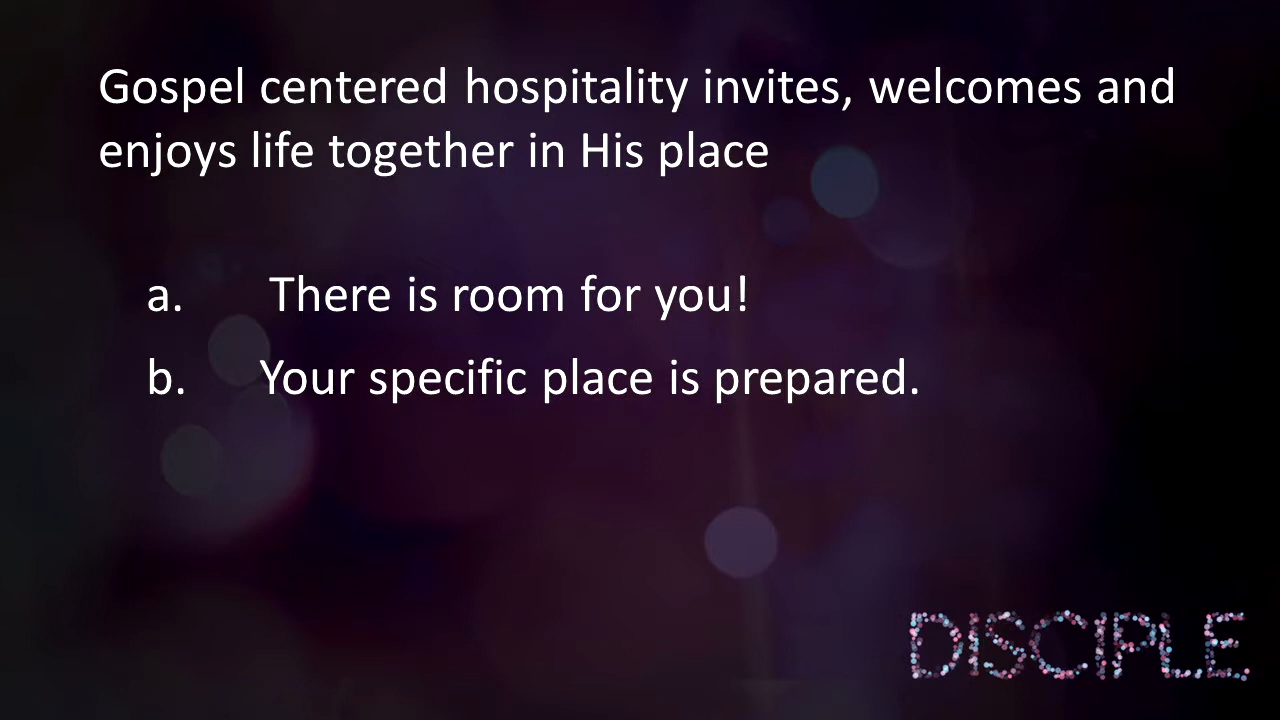 Gospel centered hospitality invites, welcomes and
enjoys life together in His place
a. There is room for you!
b. Your specific place is prepared.
DISCIPLE